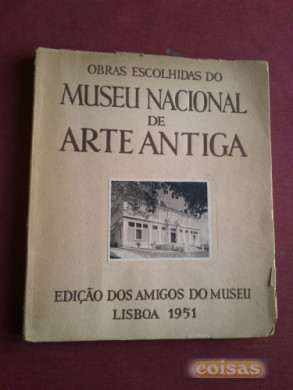 OBRAS ESCOLHIDAS DO
MUSEU NACIONAL
DE
ARTE ANTIGA
EDIÇÃO DOS AMIGOS DO MUSEU
LISBOA 1951
coisas